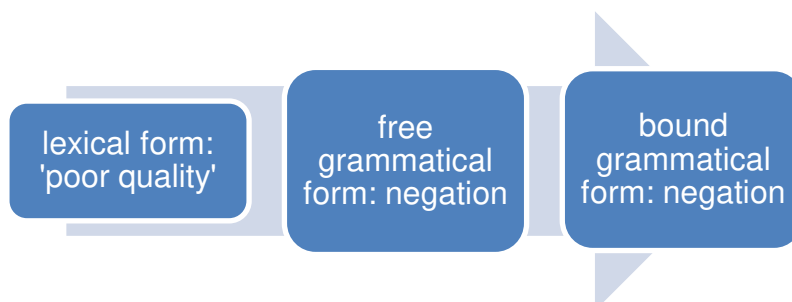 lexical form:
'poor quality'
free
grammatical
form: negation
bound
grammatical
form: negation